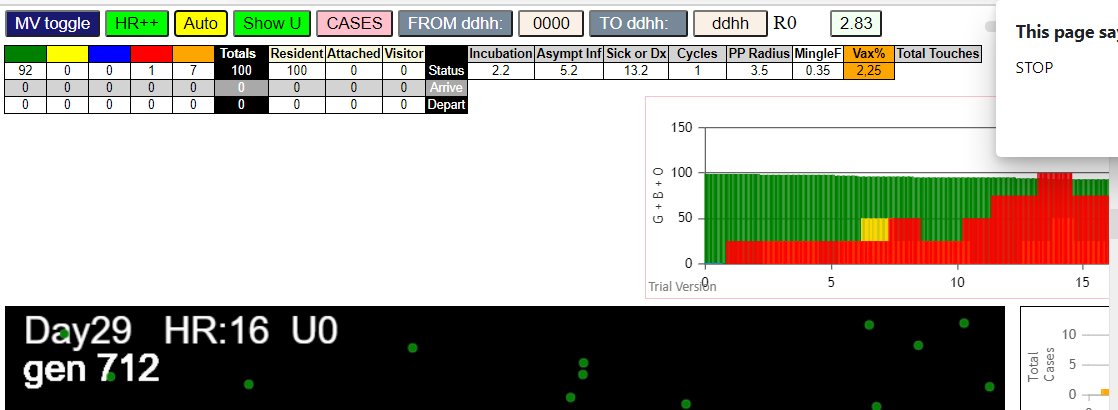 MV toggle HR++ Auto Show U CASES FROM ddhh: 0000 TO ddhh: ddhh R0 2.83
This page say
STOP
Totals Resident Attached Visitor Incubation Asympt Inf Sick or Dx Cycles PP Radius MingleF Vax% Total Touches
92 0 0 1 7 100 100 0 0 Status 2.2 5.2 13.2 1 3.5 0.35 2,25
0 0 0 0 0 0 0 0 0 Arrive
0 0 0 0 0 0 0 0 0 Depart
150
100
50
0
G + B + O
0 5 10 15
Trial Version
Day29 HR:16 U0
gen 712
10
5
0
Total
Cases